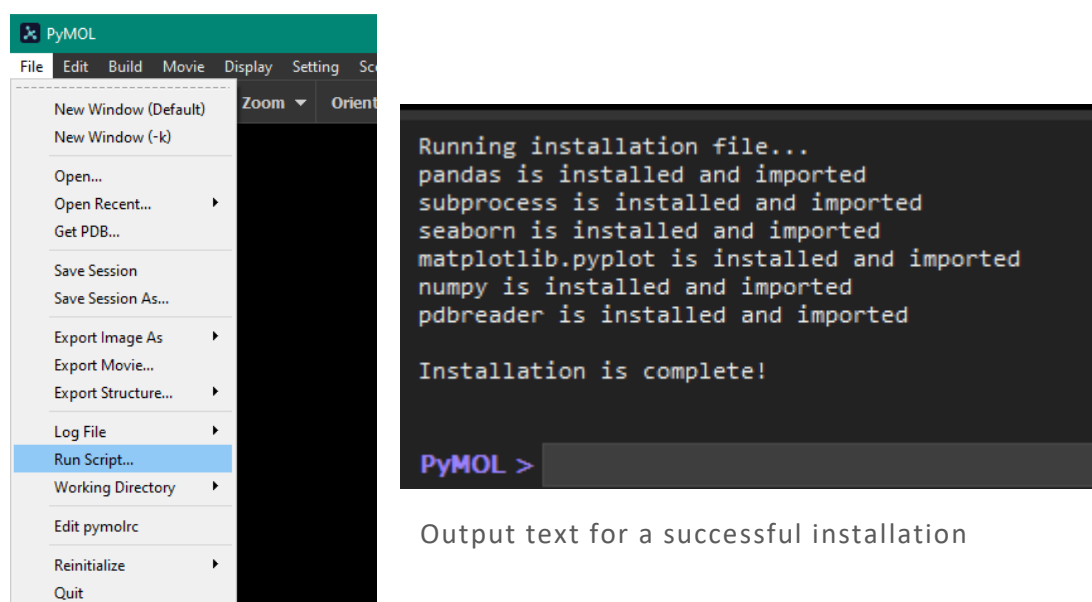 PyMOL
File Edit Build Movie Display Setting Sc
Zoom Orient
New Window (Default)
New Window (-k)
Open...
Open Recent...
Get PDB...
Save Session
Save Session As...
Export Image As
Export Movie...
Export Structure...
Log File
Run Script...
Working Directory
Edit pymolrc
Reinitialize
Quit
Running installation file...
pandas is installed and imported
subprocess is installed and imported
seaborn is installed and imported
matplotlib.pyplot is installed and imported
numpy is installed and imported
pdbreader is installed and imported
Installation is complete!
PyMOL >
Output text for a successful installation